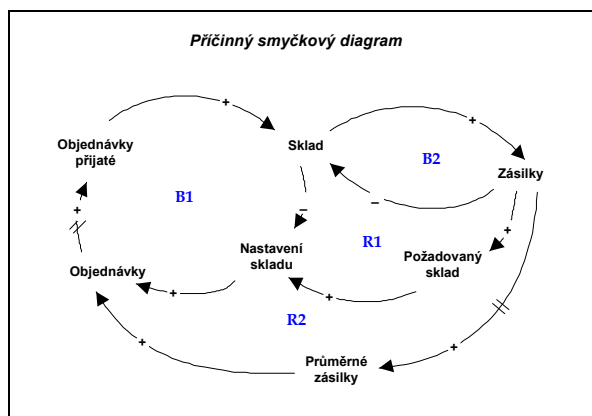 Příčinný smyčkový diagram
+
+
Objednávky
přijaté
Sklad
B2
Zásilky
B1
–
–
+
+
R1
Nastavení
skladu
Požadovaný
sklad
Objednávky
+
+
R2
+
+
Průměrné
zásilky